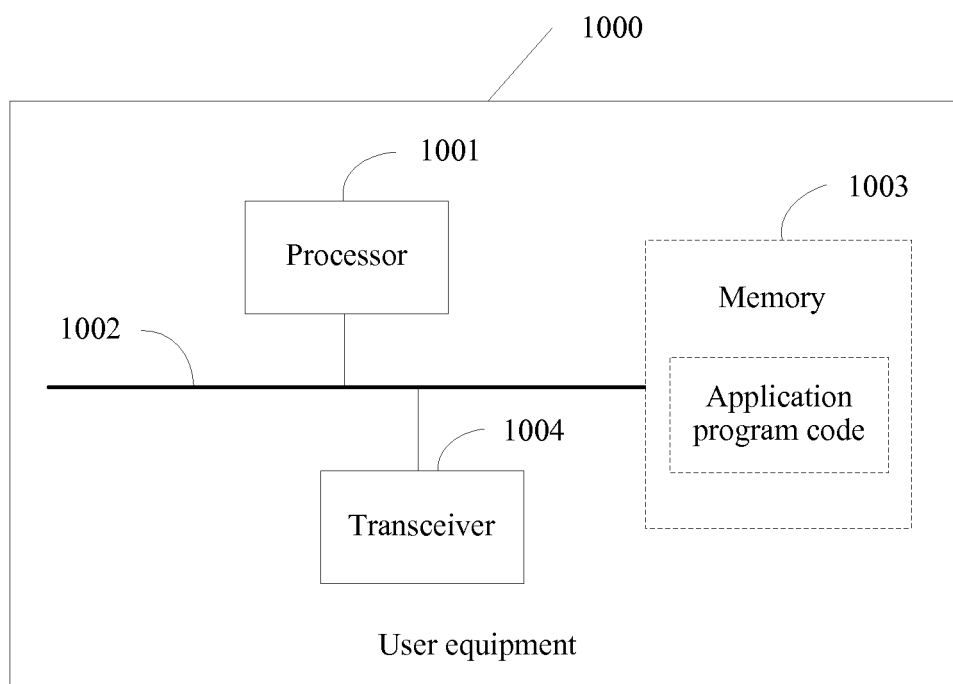 1000
1001
1003
Processor
Memory
1002
Application
program code
1004
Transceiver
User equipment